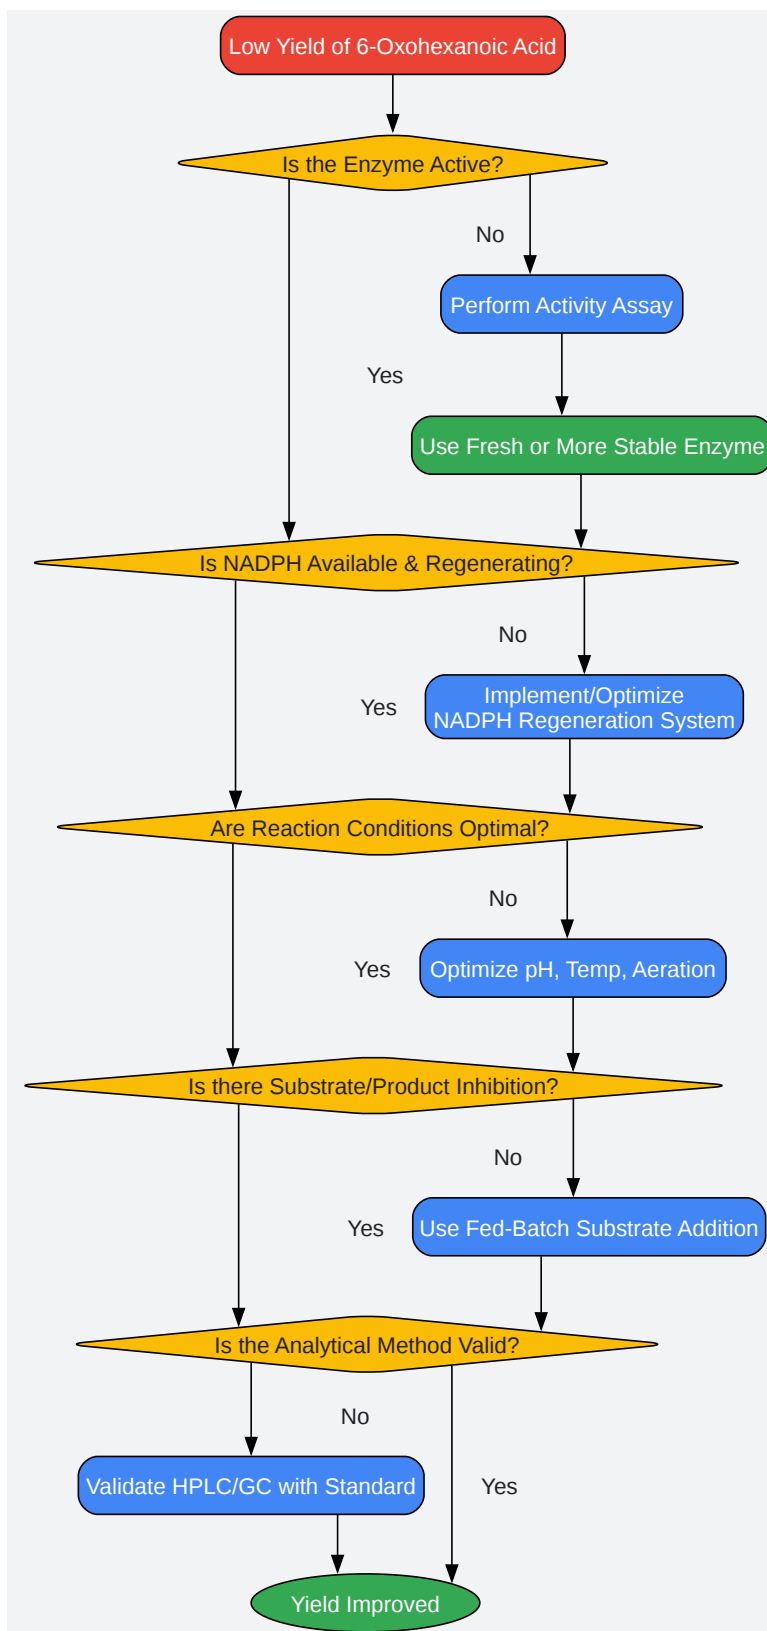 Low Yield of 6-Oxohexanoic Acid
Is the Enzyme Active?
No
Perform Activity Assay
Yes
Use Fresh or More Stable Enzyme
Is NADPH Available & Regenerating?
No
Implement/Optimize
NADPH Regeneration System
Yes
Are Reaction Conditions Optimal?
No
Optimize pH, Temp, Aeration
Yes
Is there Substrate/Product Inhibition?
No
Use Fed-Batch Substrate Addition
Yes
Is the Analytical Method Valid?
No
Validate HPLC/GC with Standard
Yes
Yield Improved